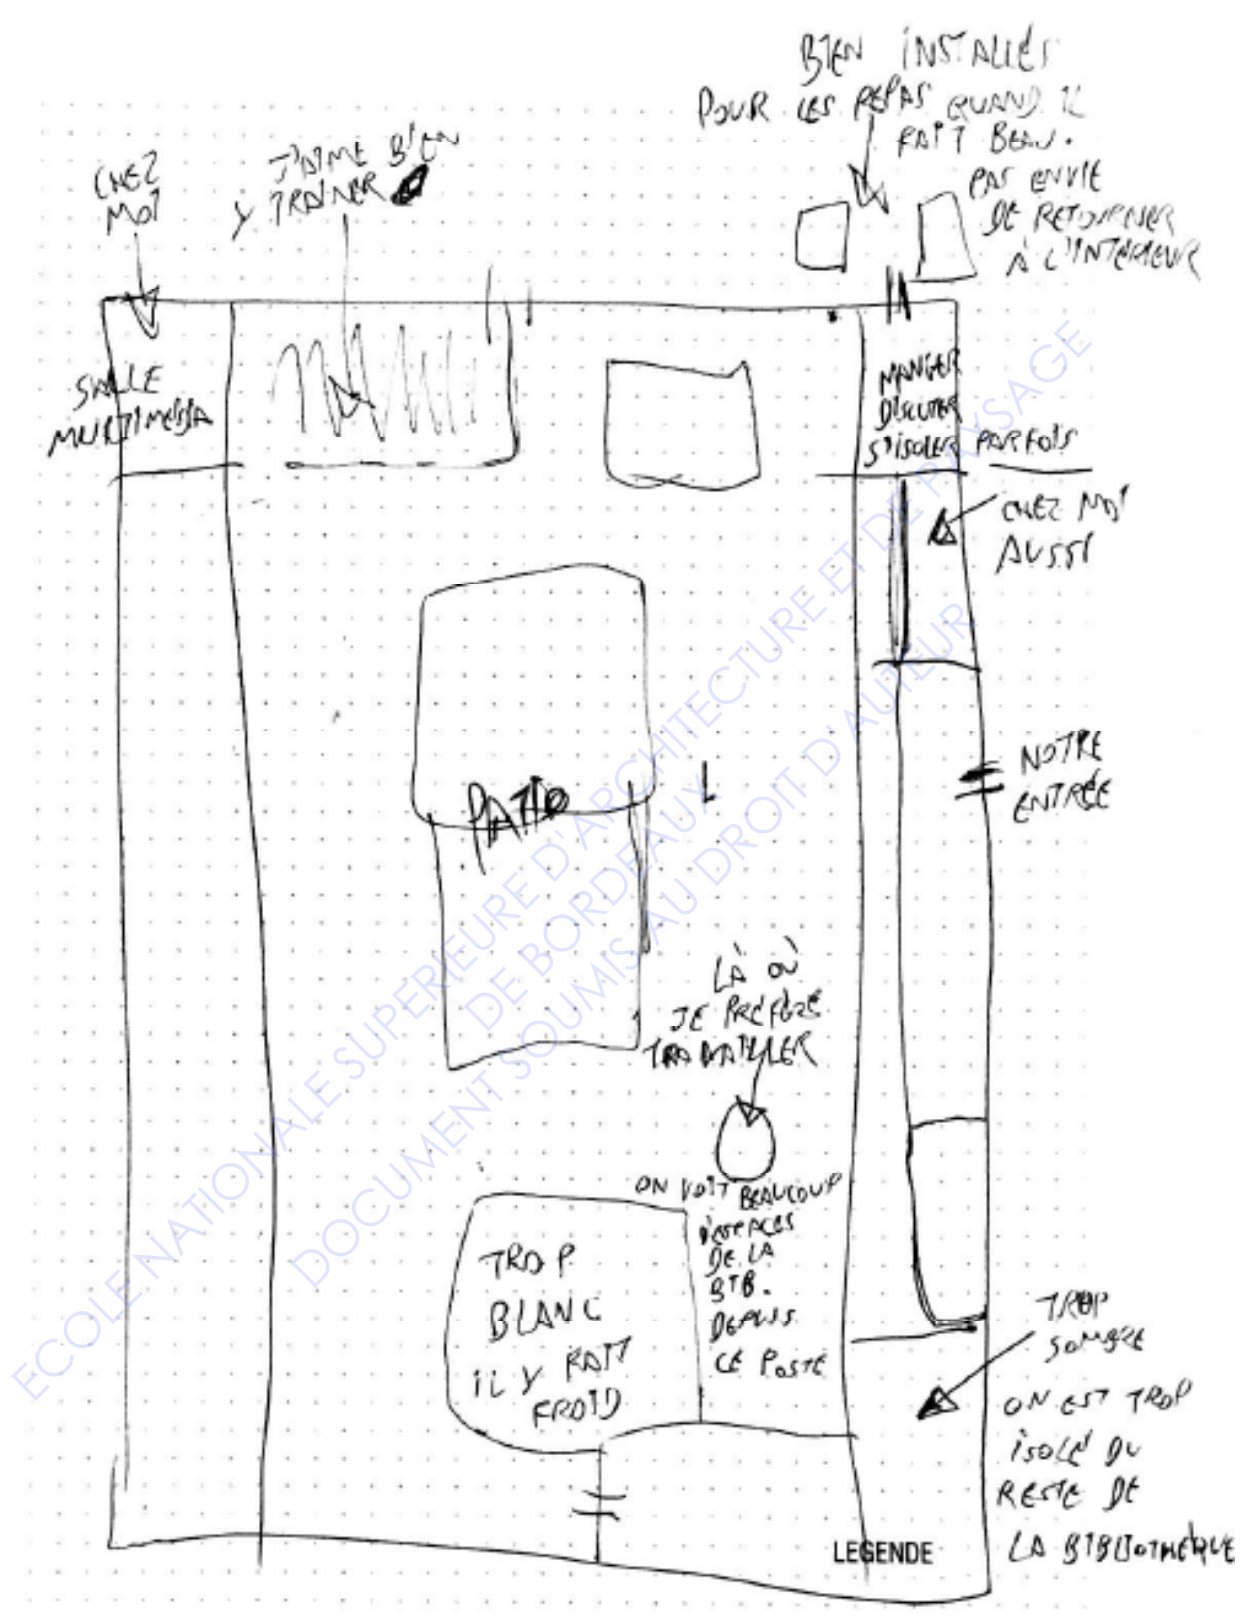 BIEN INSTALLÉS
POUR LES REPAS QUAND IL
FAIT BEAU.
PAS ENVIE
DE RETOURNER
À L'INTÉRIEUR
CHEZ
MOI
J'AIME BIEN
Y TRAINER
SALLE
MULTIMEDIA
MANGER
DISCUTER
S'ISOLER PARFOIS
CHEZ MOI
AUSSI
PATIO
NOTRE
ENTRÉE
LÀ OÙ
JE PRÉFÈRE
TRAVAILLER
ON VOIT BEAUCOUP
D'ESPACES
DE LA
BIB.
DEPUIS
CE POSTE
TROP
BLANC
IL Y FAIT
FROID
TROP
SOMBRE
ON EST TROP
ISOLÉ DU
RESTE DE
LA BIBLIOTHÈQUE
LEGENDE
ECOLE NATIONALE SUPERIEURE D'ARCHITECTURE ET DE PAYSAGE
DE BORDEAUX
DOCUMENT SOUMIS AU DROIT D'AUTEUR